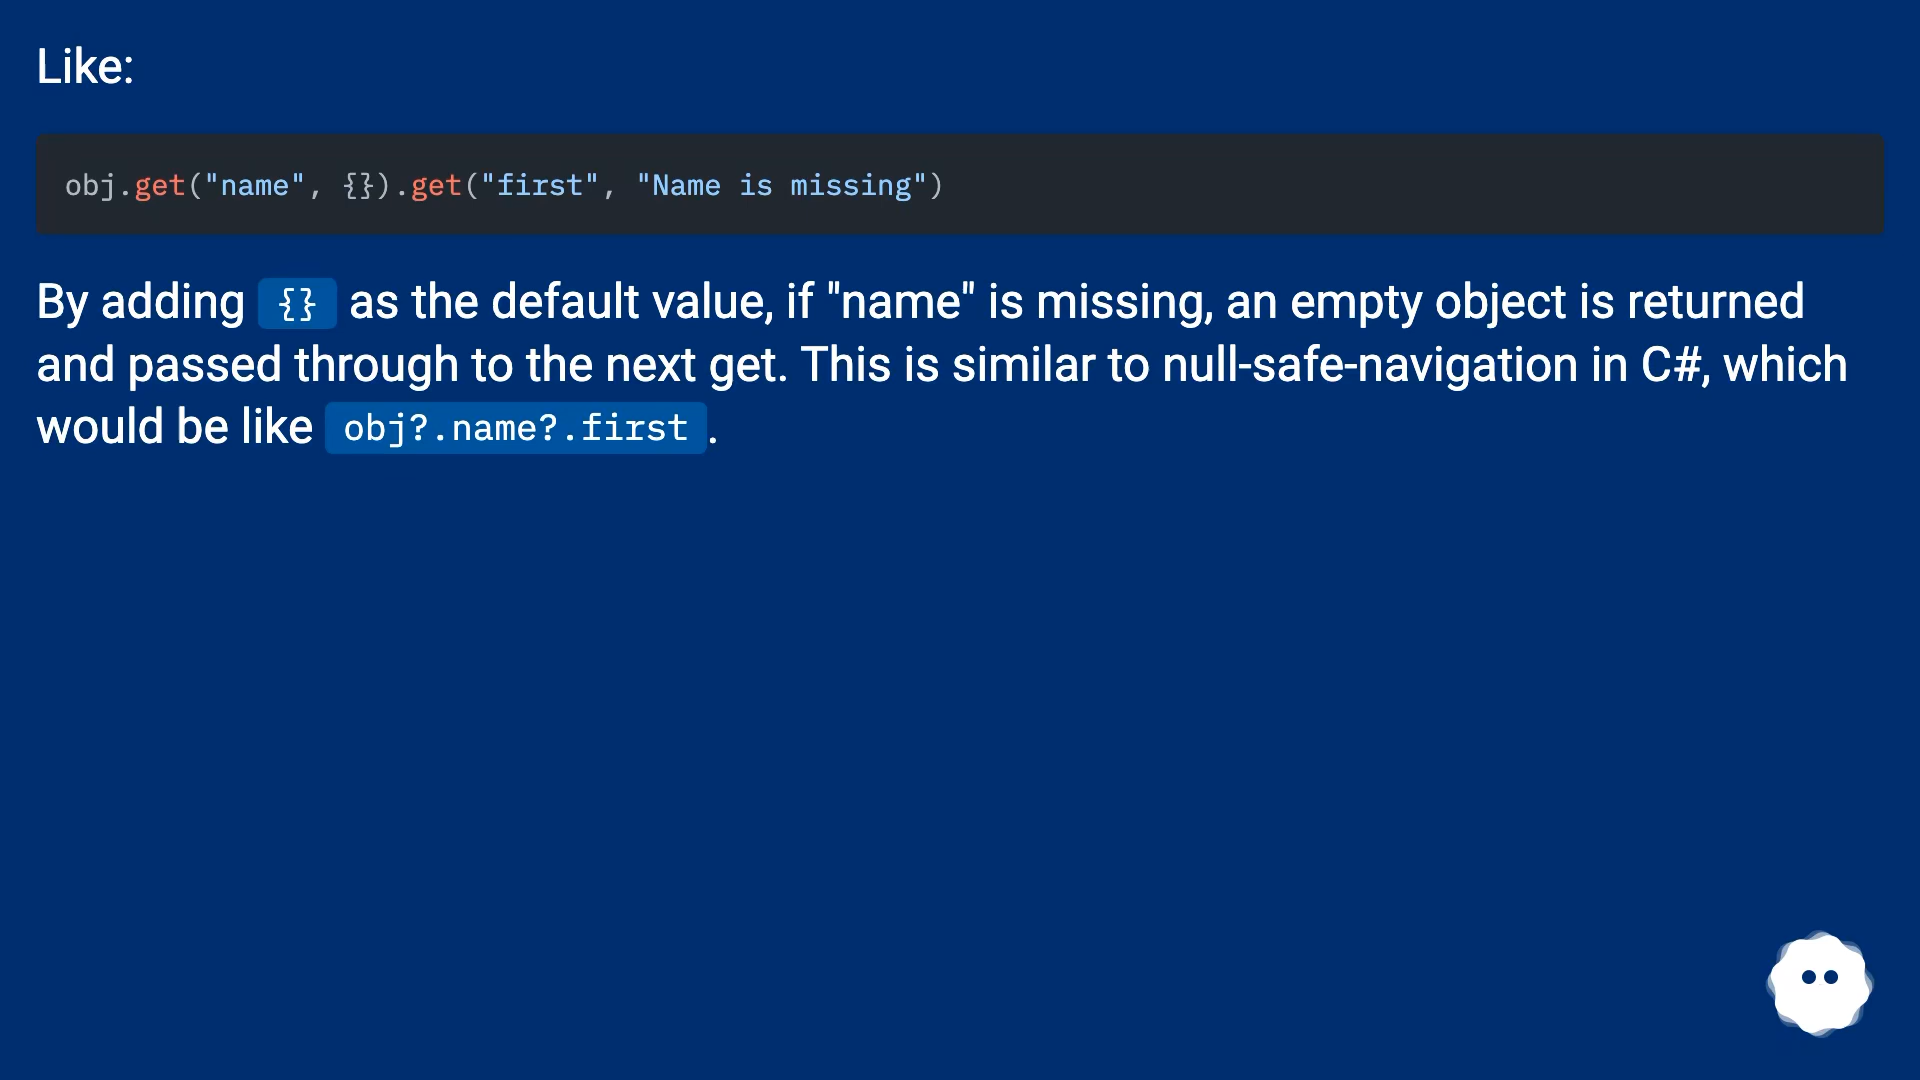 Like:
obj.get("name", {}).get("first", "Name is missing")
By adding {} as the default value, if "name" is missing, an empty object is returned
and passed through to the next get. This is similar to null-safe-navigation in C#, which
would be like obj?.name?.first .